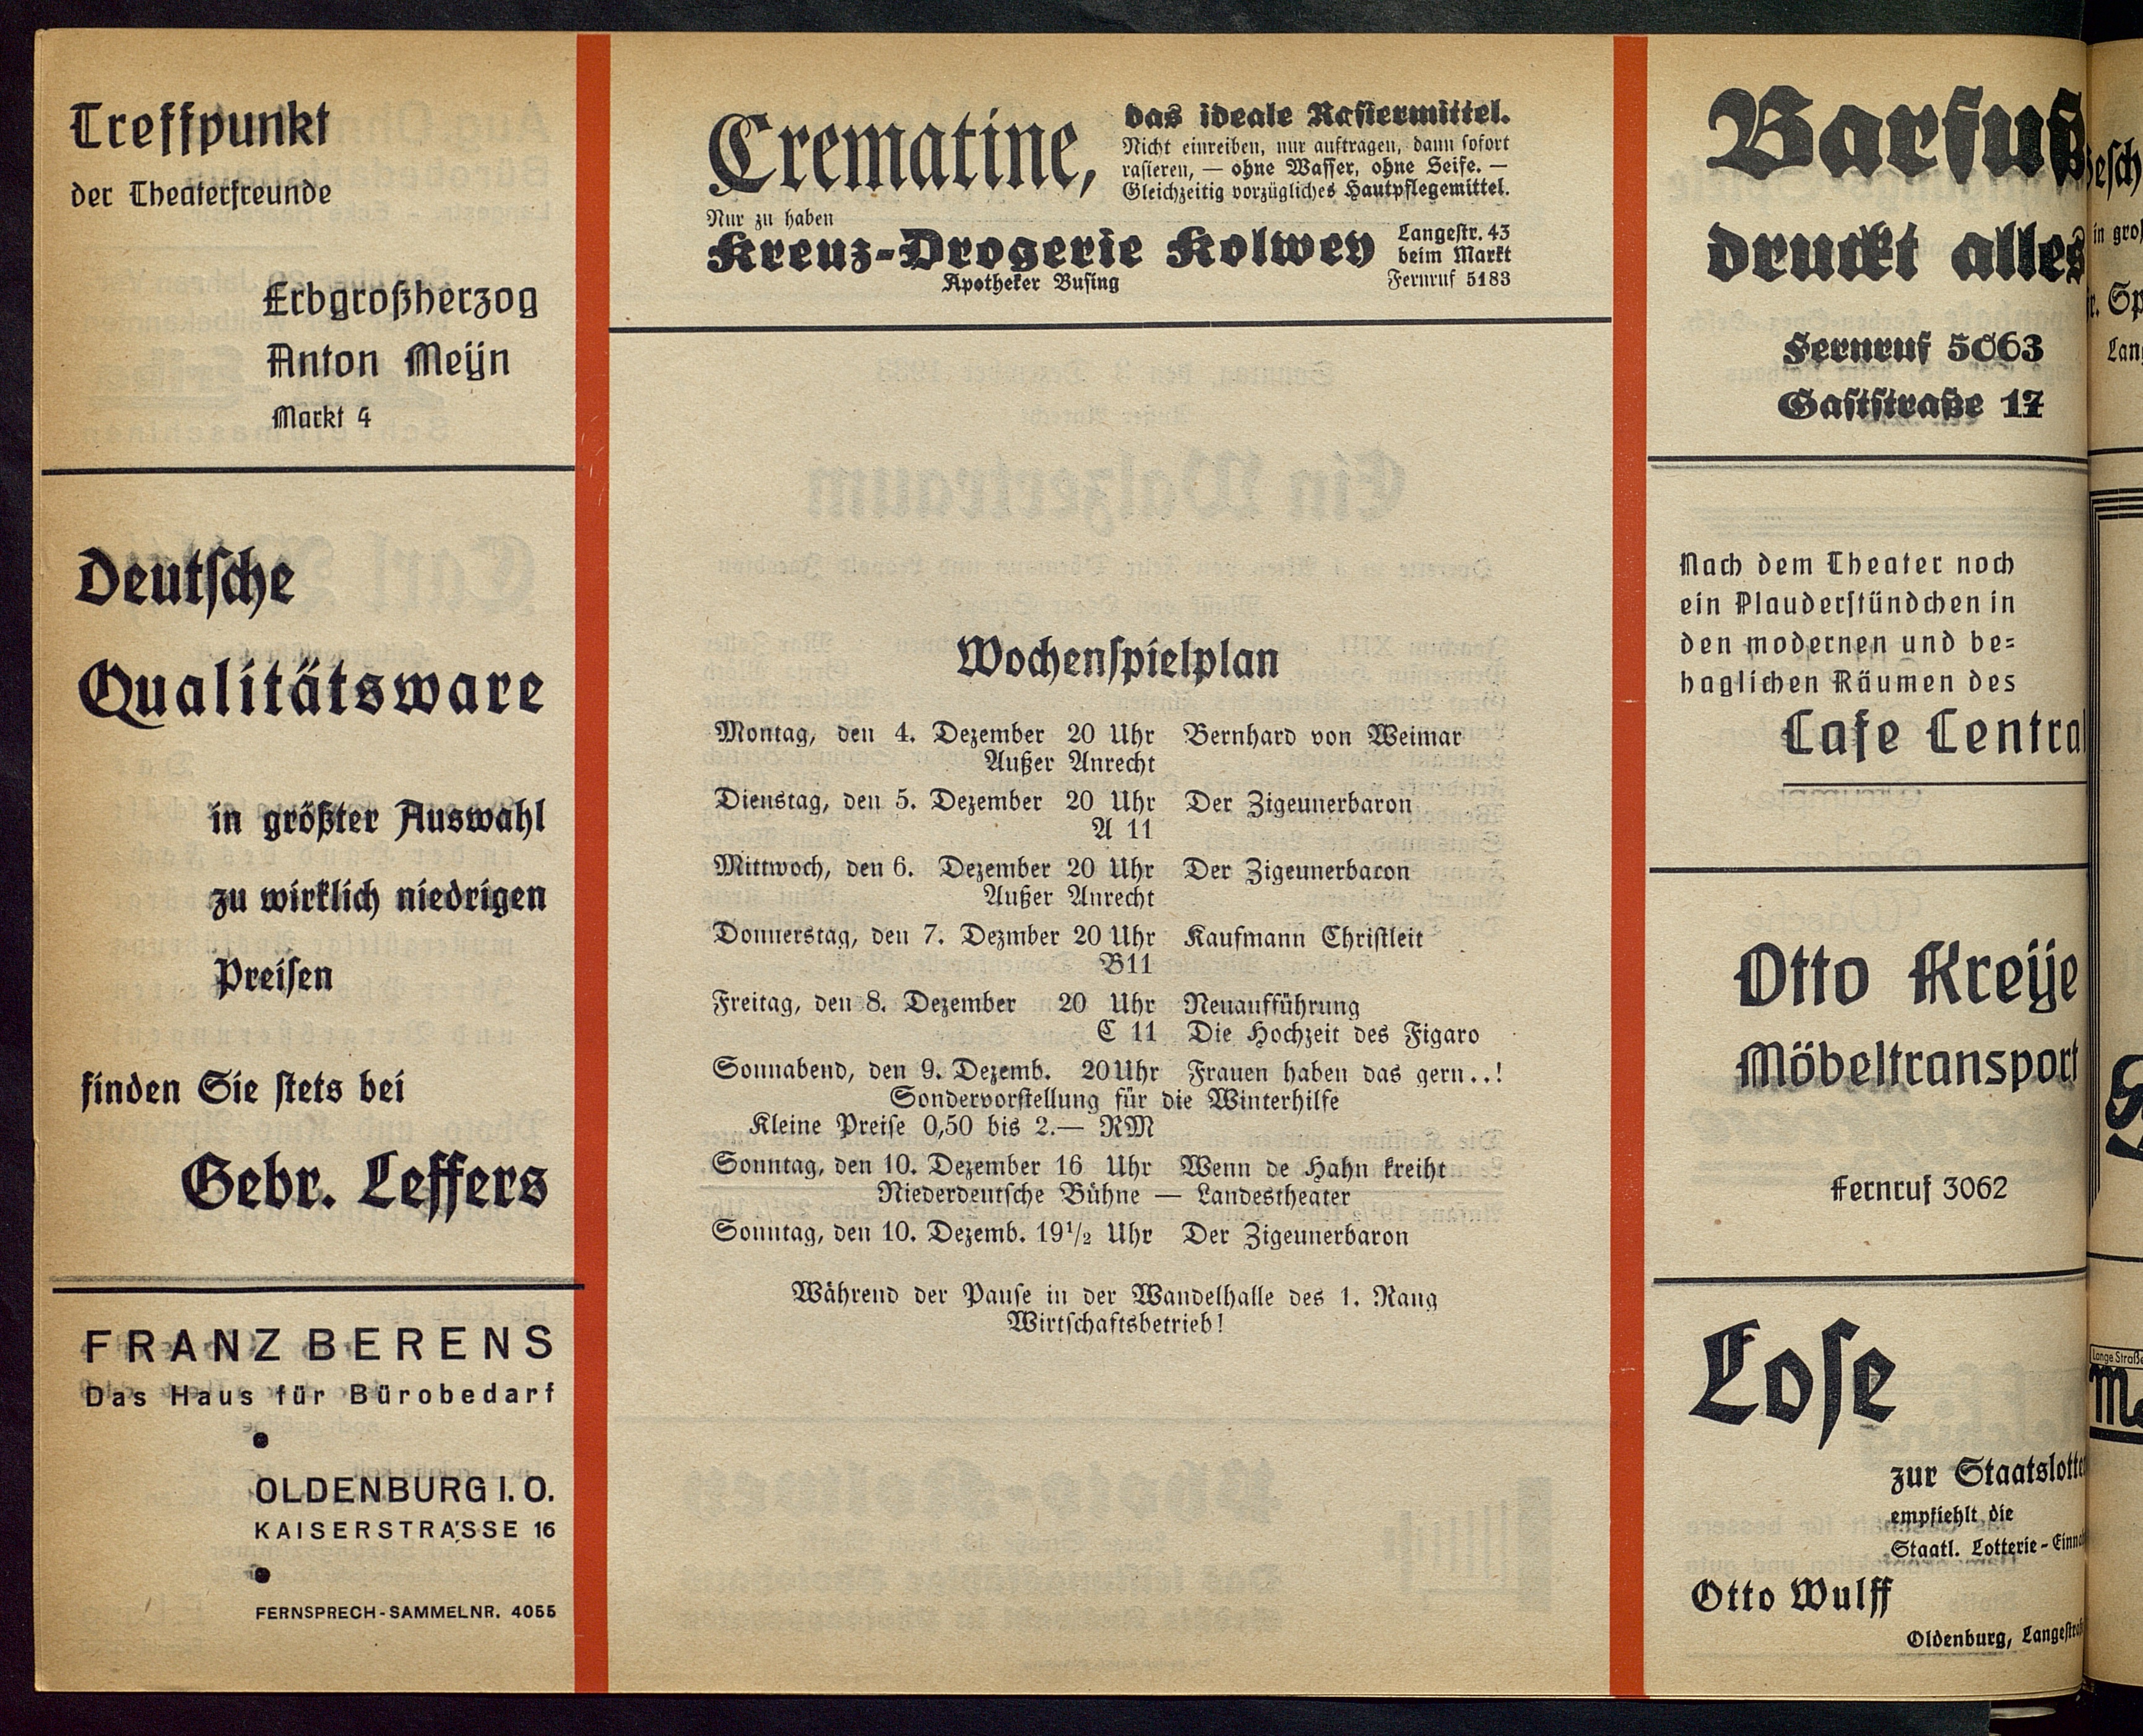 Treffpunkt
der Theaterfreunde
Erbgroßherzog
Anton Meijn
Markt 4
Deutsche
Qualitätsware
in größter Auswahl
zu wirklich niedrigen
Preisen
finden Sie stets bei
Gebr. Leffers
FRANZ BERENS
Das Haus für Bürobedarf
OLDENBURG I. O.
KAISERSTRASSE 16
FERNSPRECH-SAMMELNR. 4055
Crematine,
das ideale Rasiermittel.
Nicht einreiben, nur auftragen, dann sofort
rasieren, — ohne Wasser, ohne Seife. —
Gleichzeitig vorzügliches Hautpflegemittel.
Nur zu haben
Kreuz-Drogerie Kolwey
Apotheker Busing
Langestr. 43
beim Markt
Fernruf 5183
Wochenspielplan
Montag, den 4. Dezember 20 Uhr Bernhard von Weimar
Außer Anrecht
Dienstag, den 5. Dezember 20 Uhr Der Zigeunerbaron
A 11
Mittwoch, den 6. Dezember 20 Uhr Der Zigeunerbaron
Außer Anrecht
Donnerstag, den 7. Dezmber 20 Uhr Kaufmann Christleit
B11
Freitag, den 8. Dezember 20 Uhr Neuaufführung
C 11 Die Hochzeit des Figaro
Sonnabend, den 9. Dezemb. 20 Uhr Frauen haben das gern..!
Sondervorstellung für die Winterhilfe
Kleine Preise 0,50 bis 2.— RM
Sonntag, den 10. Dezember 16 Uhr Wenn de Hahn kreiht
Niederdeutsche Bühne — Landestheater
Sonntag, den 10. Dezemb. 19½ Uhr Der Zigeunerbaron
Während der Pause in der Wandelhalle des 1. Rang
Wirtschaftsbetrieb!
Barfuß
druckt alles
Fernruf 5063
Gaststraße 17
Nach dem Theater noch
ein Plauderstündchen in
den modernen und be=
haglichen Räumen des
Cafe Central
Otto Kreije
Möbeltransport
Fernruf 3062
Lose
zur Staatslotte
empfiehlt die
Staatl. Lotterie-Einna
Otto Wulff
Oldenburg, Langestra